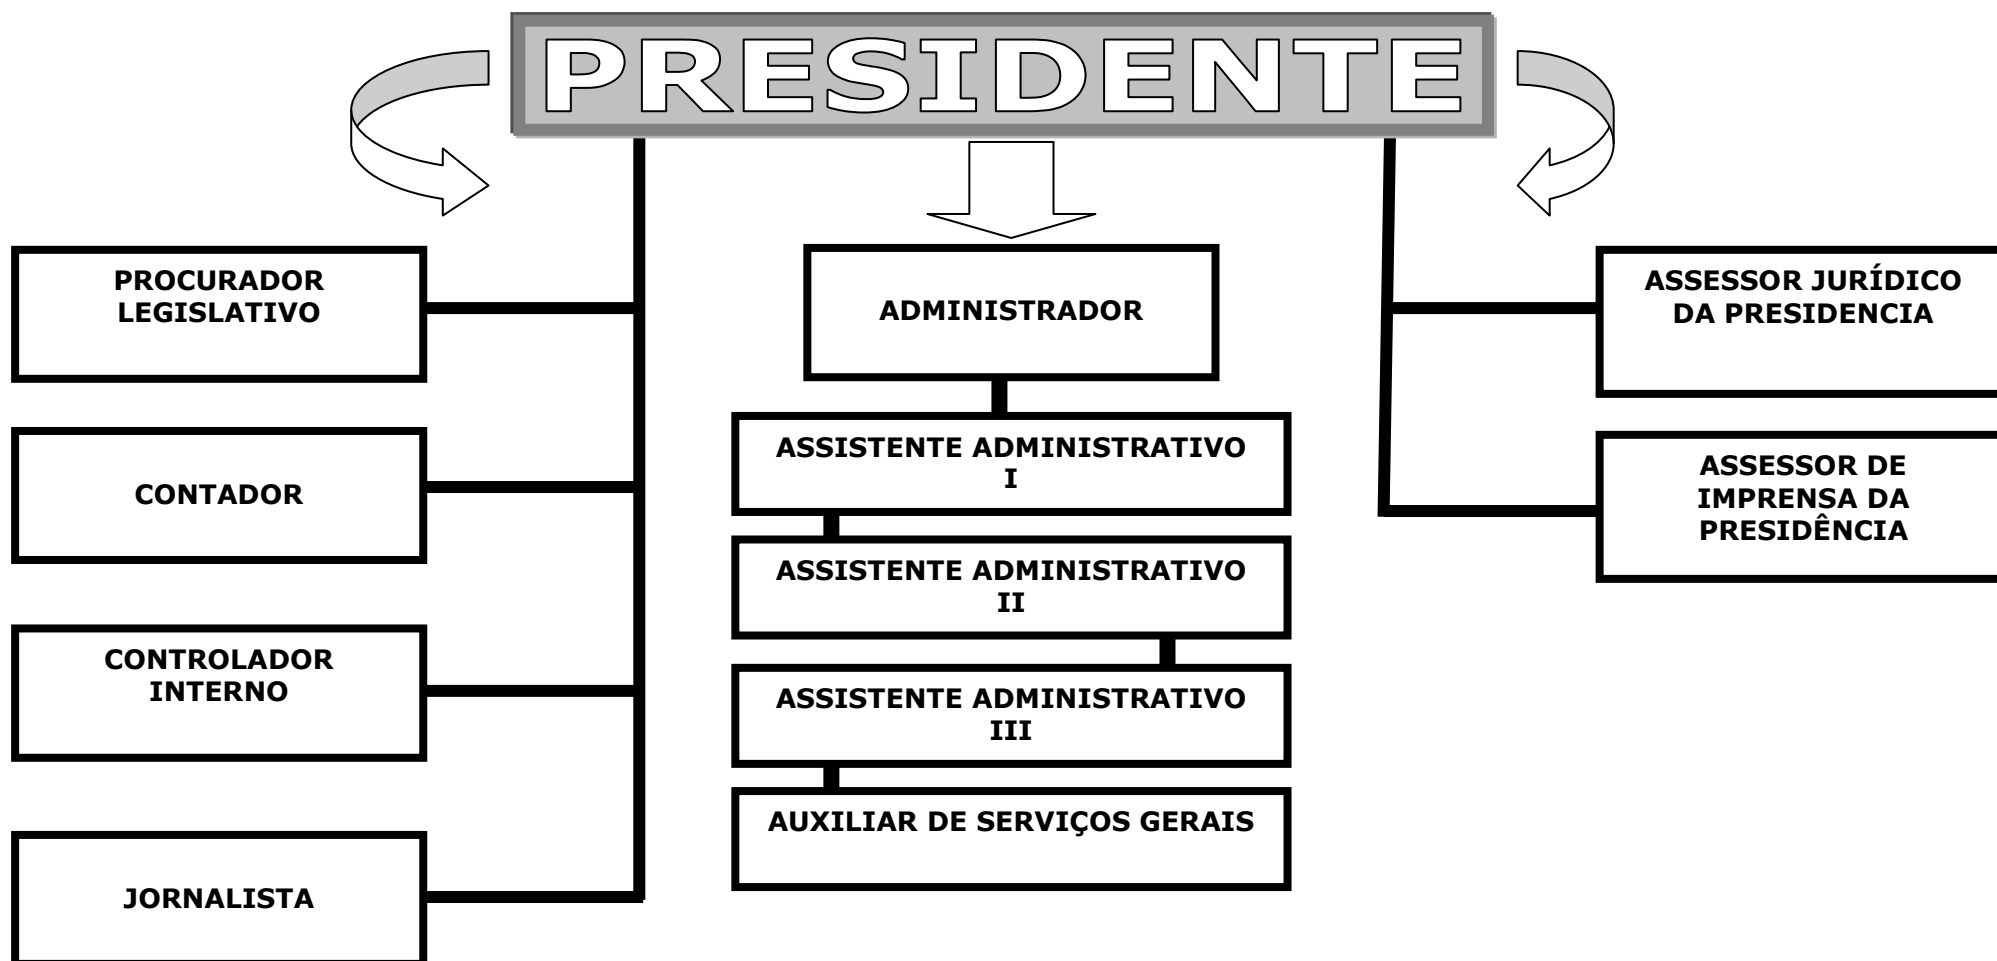 PRESIDENTE
PROCURADOR
LEGISLATIVO
CONTADOR
CONTROLADOR
INTERNO
JORNALISTA
ADMINISTRADOR
ASSISTENTE ADMINISTRATIVO
I
ASSISTENTE ADMINISTRATIVO
II
ASSISTENTE ADMINISTRATIVO
III
AUXILIAR DE SERVIÇOS GERAIS
ASSESSOR JURÍDICO
DA PRESIDENCIA
ASSESSOR DE
IMPRENSA DA
PRESIDÊNCIA